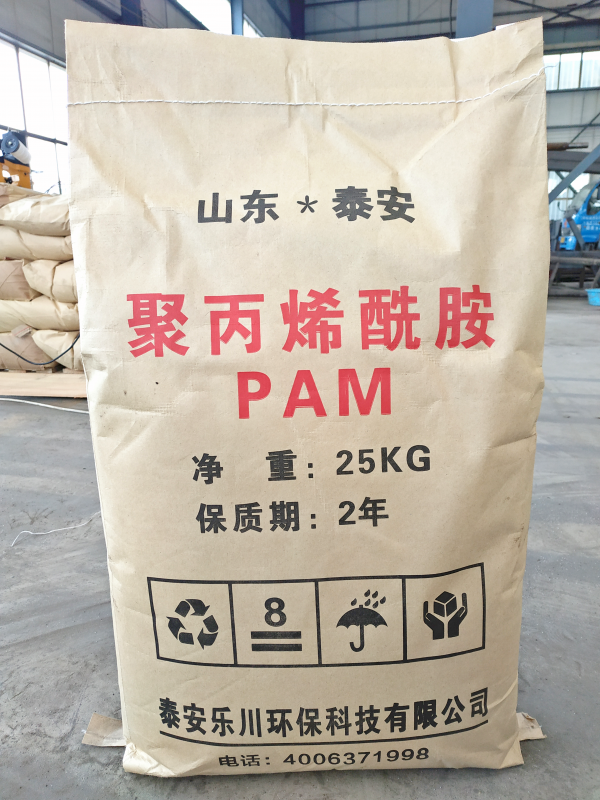 山东*泰安
聚丙烯酰胺
PAM
净 重：25KG
保质期：2年
8
泰安乐川环保科技有限公司
电话：4006371998